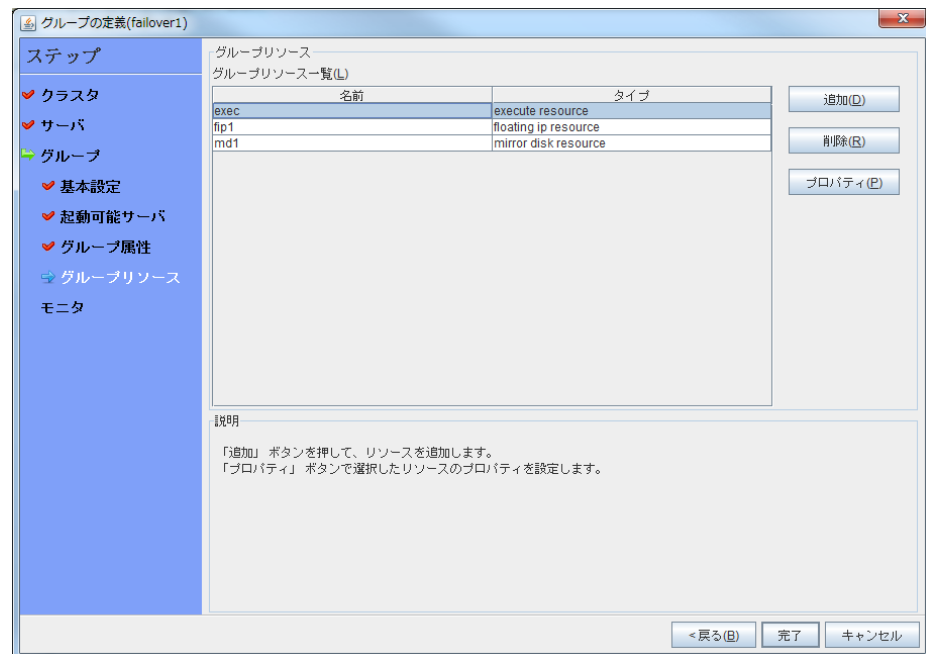 グループの定義(failover1)
ステップ
クラスタ
サーバ
グループ
基本設定
起動可能サーバ
グループ属性
グループリソース
モニタ
グループリソース
グループリソース一覧(L)
名前 タイプ
exec execute resource
fip1 floating ip resource
md1 mirror disk resource
追加(D)
削除(R)
プロパティ(P)
説明
「追加」 ボタンを押して、リソースを追加します。
「プロパティ」 ボタンで選択したリソースのプロパティを設定します。
<戻る(B) 完了 キャンセル